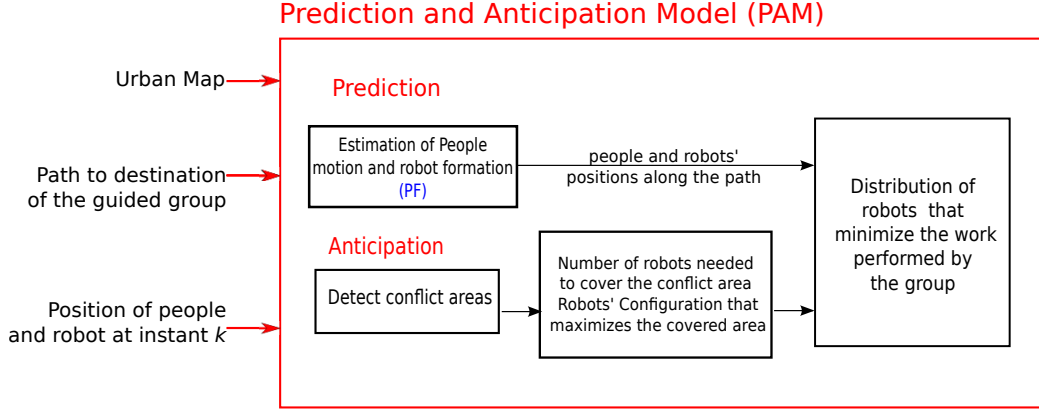 Prediction and Anticipation Model (PAM)
Urban Map
Path to destination
of the guided group
Position of people
and robot at instant k
Prediction
Estimation of People
motion and robot formation
(PF)
people and robots'
positions along the path
Anticipation
Detect conflict areas
Number of robots needed
to cover the conflict area
Robots' Configuration that
maximizes the covered area
Distribution of
robots that
minimize the work
performed by
the group